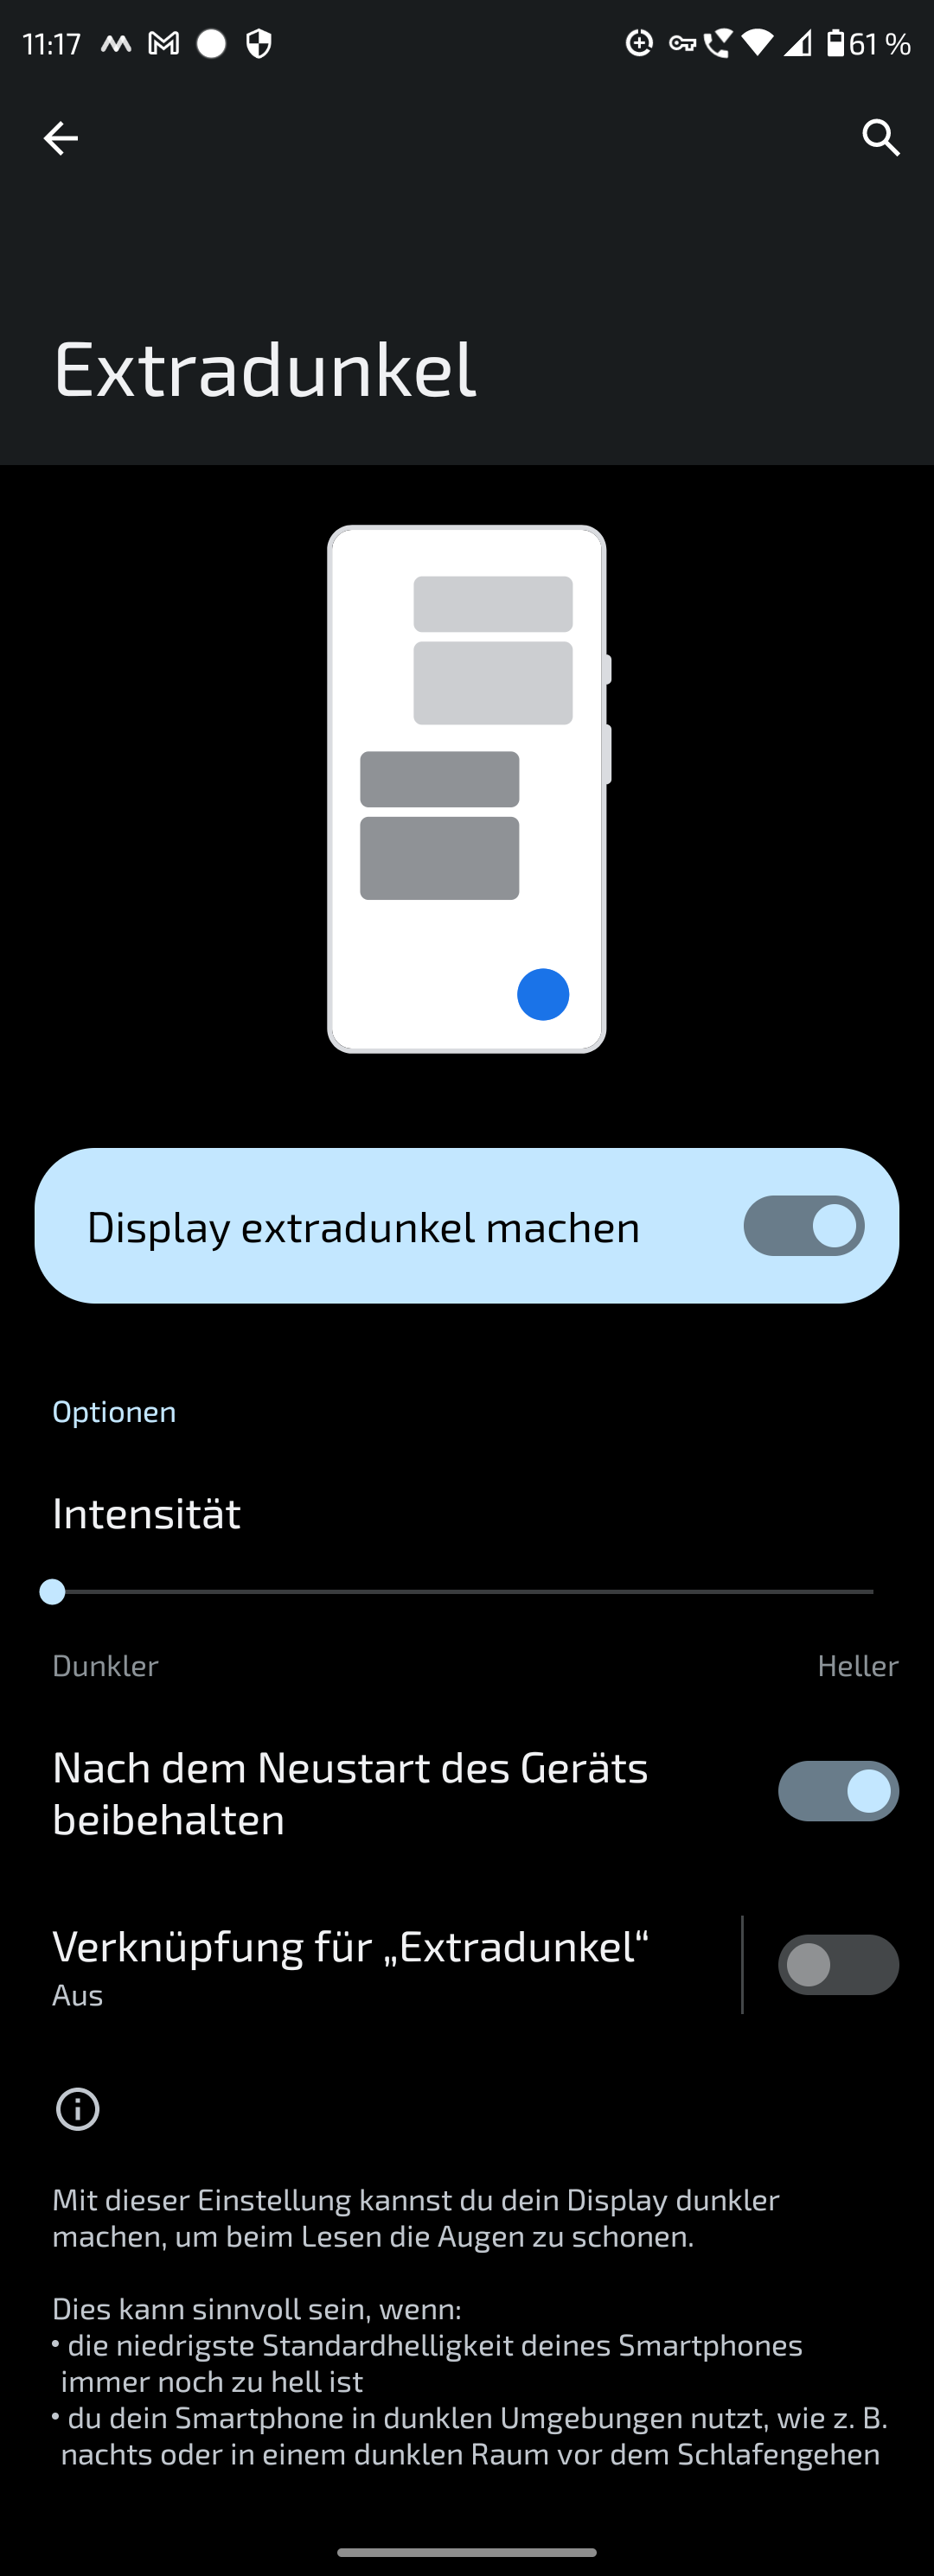 11:17 61 %
Extradunkel
Display extradunkel machen
Optionen
Intensität
Dunkler Heller
Nach dem Neustart des Geräts
beibehalten
Verknüpfung für „Extradunkel“
Aus
Mit dieser Einstellung kannst du dein Display dunkler
machen, um beim Lesen die Augen zu schonen.
Dies kann sinnvoll sein, wenn:
• die niedrigste Standardhelligkeit deines Smartphones
immer noch zu hell ist
• du dein Smartphone in dunklen Umgebungen nutzt, wie z. B.
nachts oder in einem dunklen Raum vor dem Schlafengehen